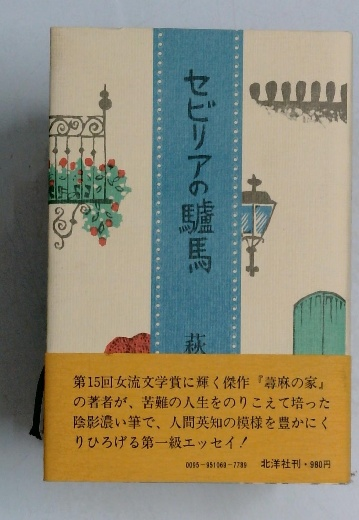 セビリアの驢馬
萩
第15回女流文学賞に輝く傑作『蕁麻の家』
の著者が、苦難の人生をのりこえて培った
陰影濃い筆で、人間英知の模様を豊かにく
りひろげる第一級エッセイ！
0095-951069-7789 北洋社刊・980円